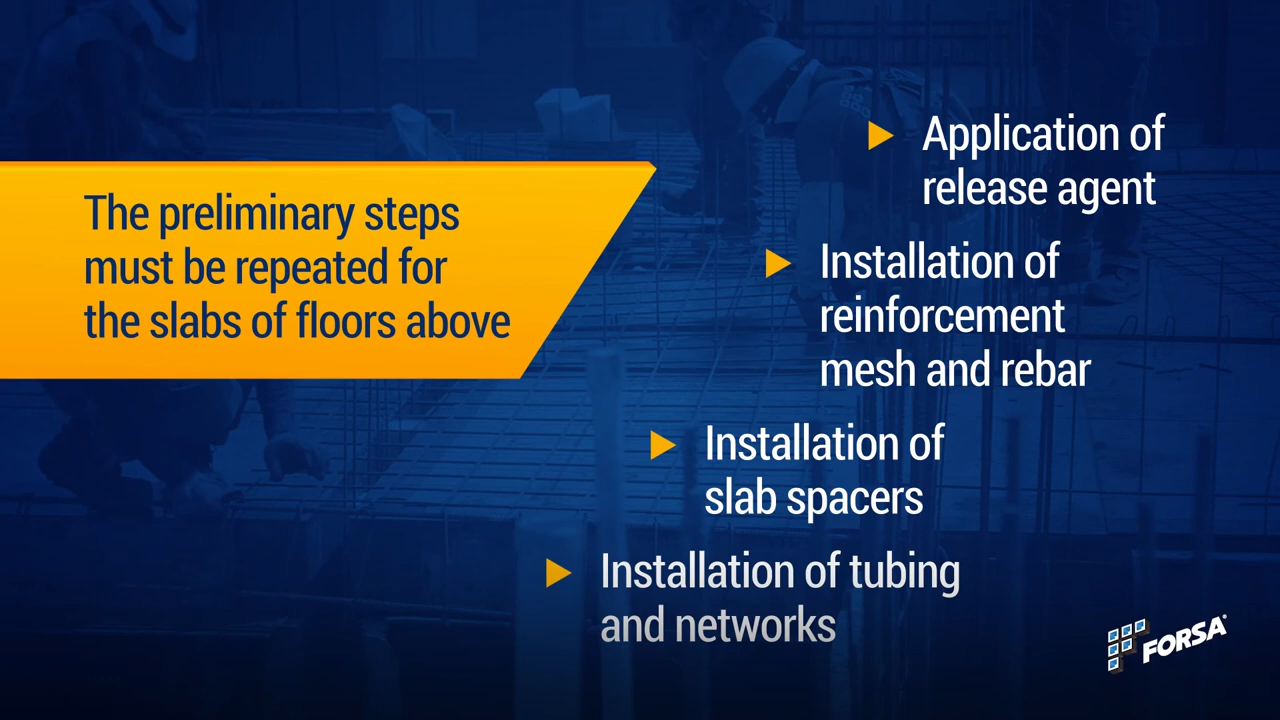 The preliminary steps
must be repeated for
the slabs of floors above
Application of
release agent
Installation of
reinforcement
mesh and rebar
Installation of
slab spacers
Installation of tubing
and networks
FORSA®